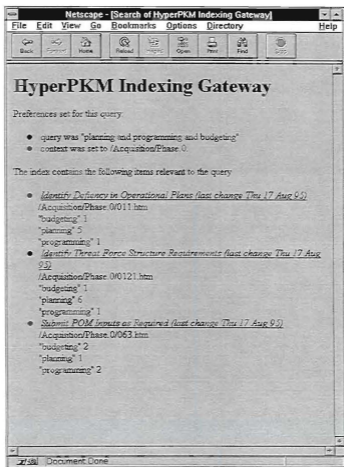 Netscape - [Search of HyperPKM Indexing Gateway]
File Edit View Go Bookmarks Options Directory Help
Back Forward Home Reload Images Open Print Find Stop
HyperPKM Indexing Gateway
Preferences set for this query:
query was "planning and programming and budgeting"
context was set to /Acquisition/Phase.0.
The index contains the following items relevant to the query
Identify Defiency in Operational Plans (last change Thu 17 Aug 95)
/Acquisition/Phase.0/011.htm
"budgeting" 1
"planning" 5
"programming" 1
Identify Threat Force Structure Requirements (last change Thu 17 Aug
95)
/Acquisition/Phase.0/0121.htm
"budgeting" 1
"planning" 6
"programming" 1
Submit POM Inputs as Required (last change Thu 17 Aug 95)
/Acquisition/Phase.0/063.htm
"budgeting" 2
"planning" 1
"programming" 2
Document Done